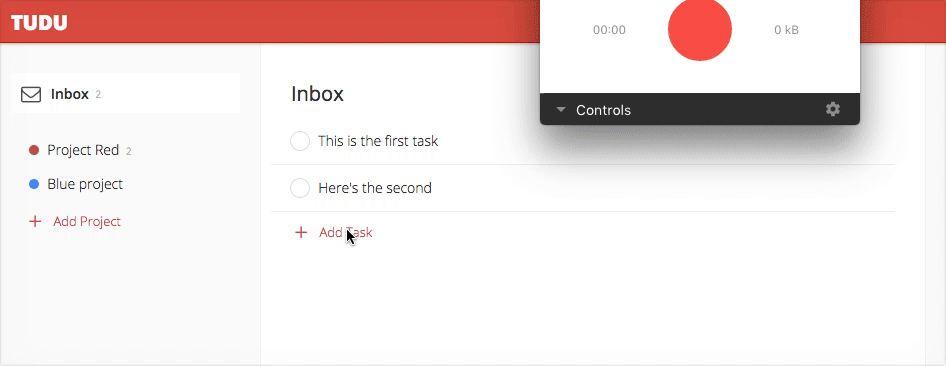 TUDU
00:00
0 kB
Controls
Inbox 2
Project Red 2
Blue project
+ Add Project
Inbox
This is the first task
Here's the second
+ Add Task